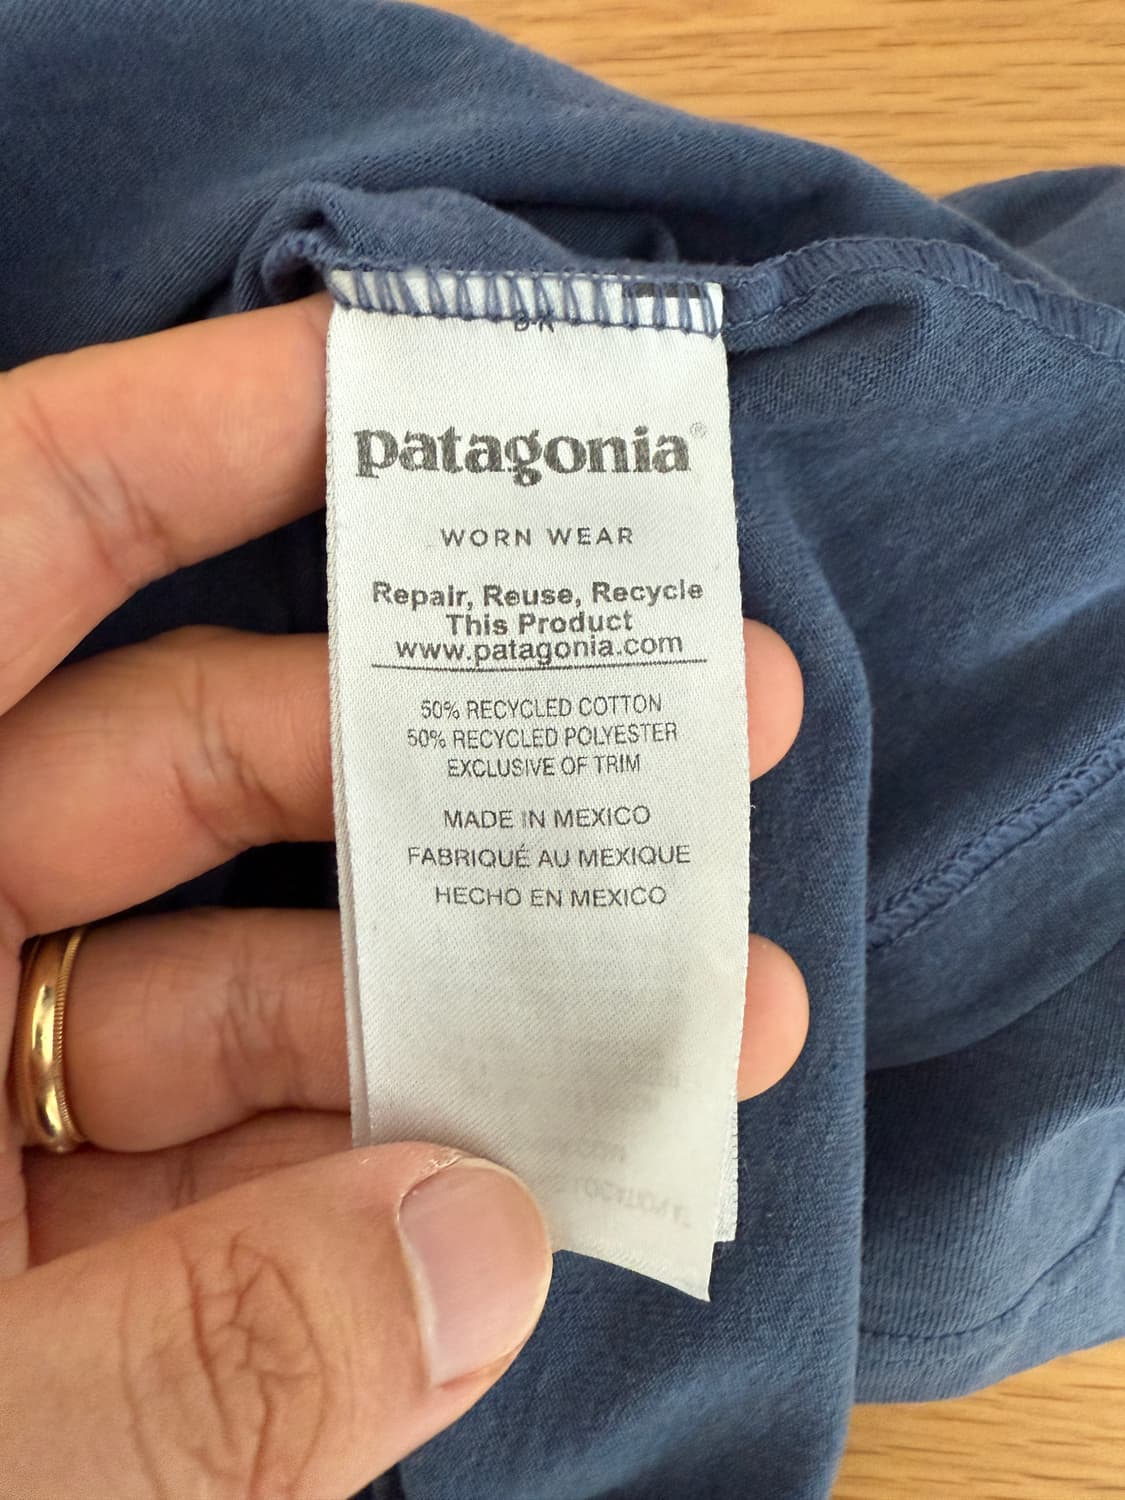 patagonia®
WORN WEAR
Repair, Reuse, Recycle
This Product
www.patagonia.com
50% RECYCLED COTTON
50% RECYCLED POLYESTER
EXCLUSIVE OF TRIM
MADE IN MEXICO
FABRIQUÉ AU MEXIQUE
HECHO EN MEXICO